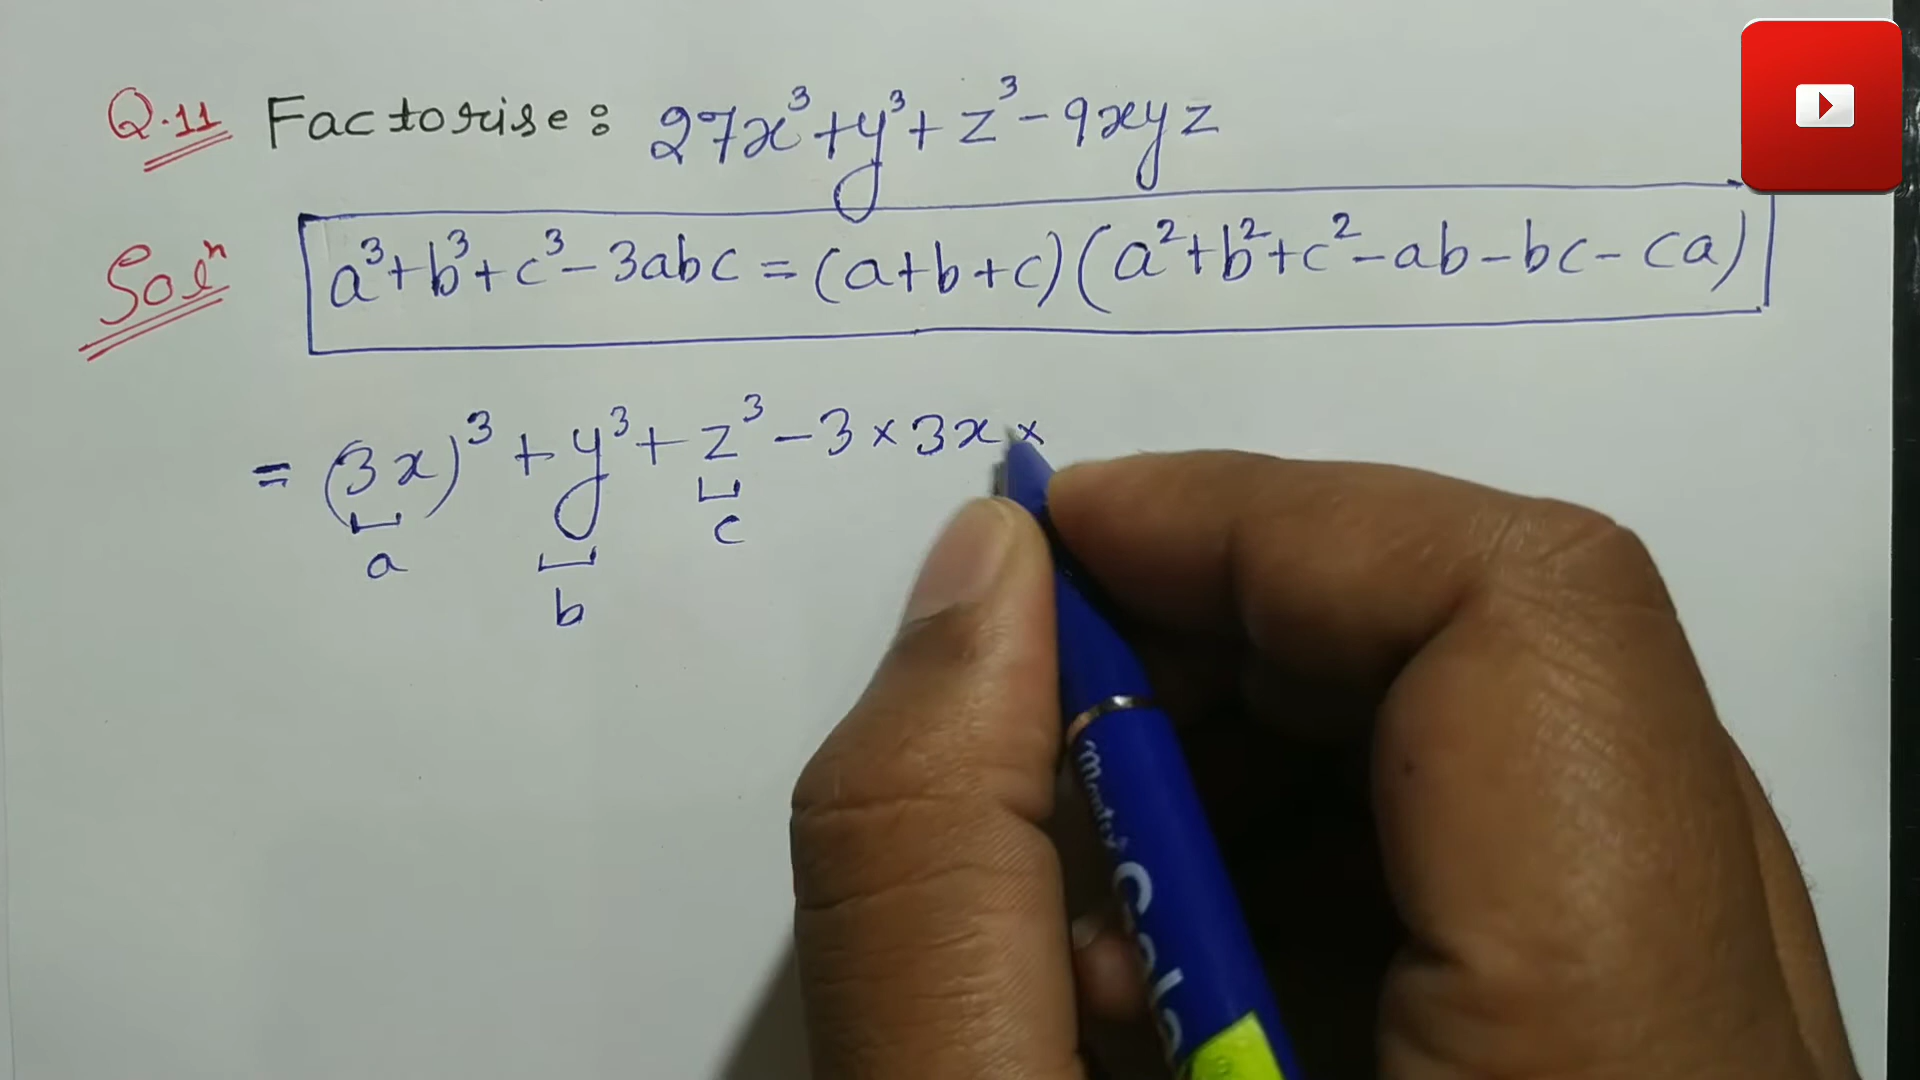 Q.11 Factorise: 27x³+y³+z³-9xyz
Solⁿ
a³+b³+c³-3abc=(a+b+c)(a²+b²+c²-ab-bc-ca)
= (3x)³+y³+z³-3×3x×
a b c
Montex